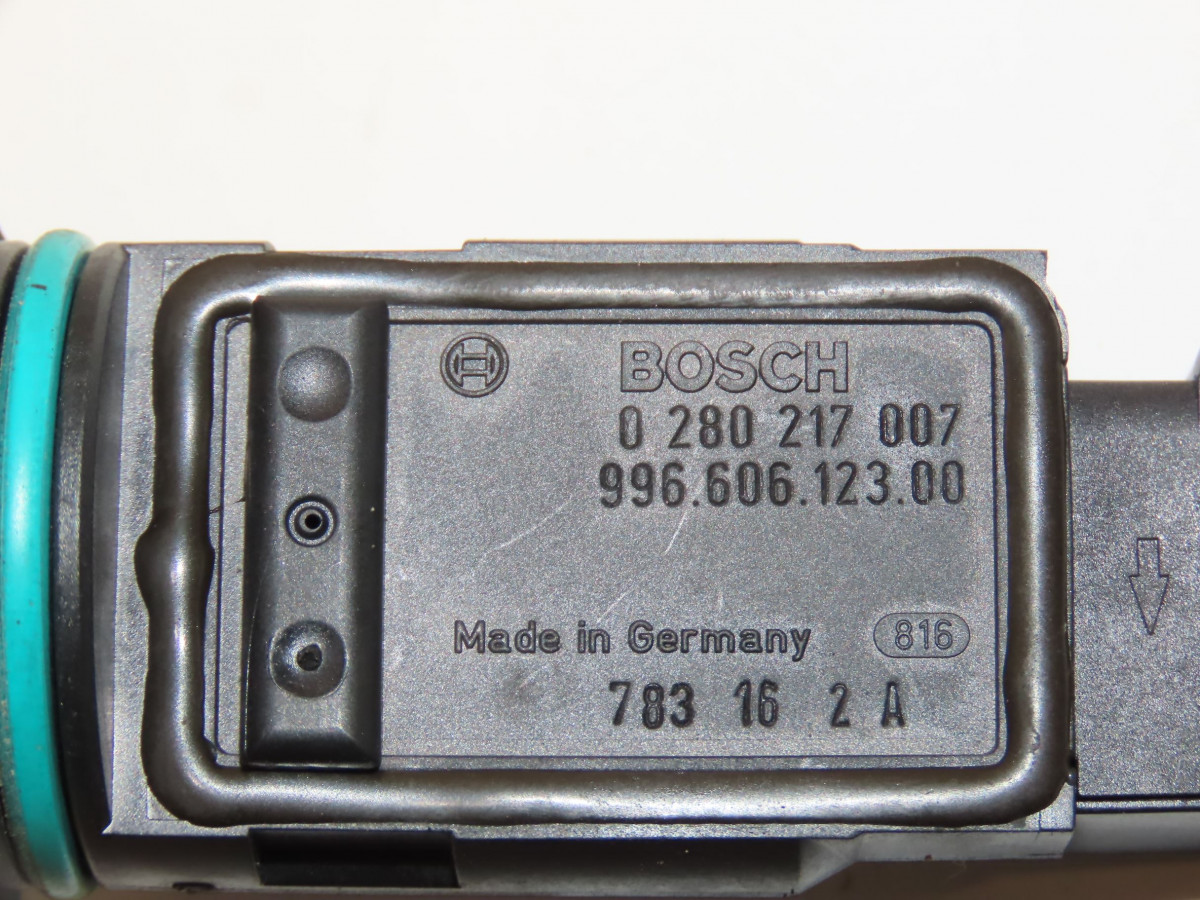 BOSCH
0 280 217 007
996.606.123.00
Made in Germany 816
783 16 2 A